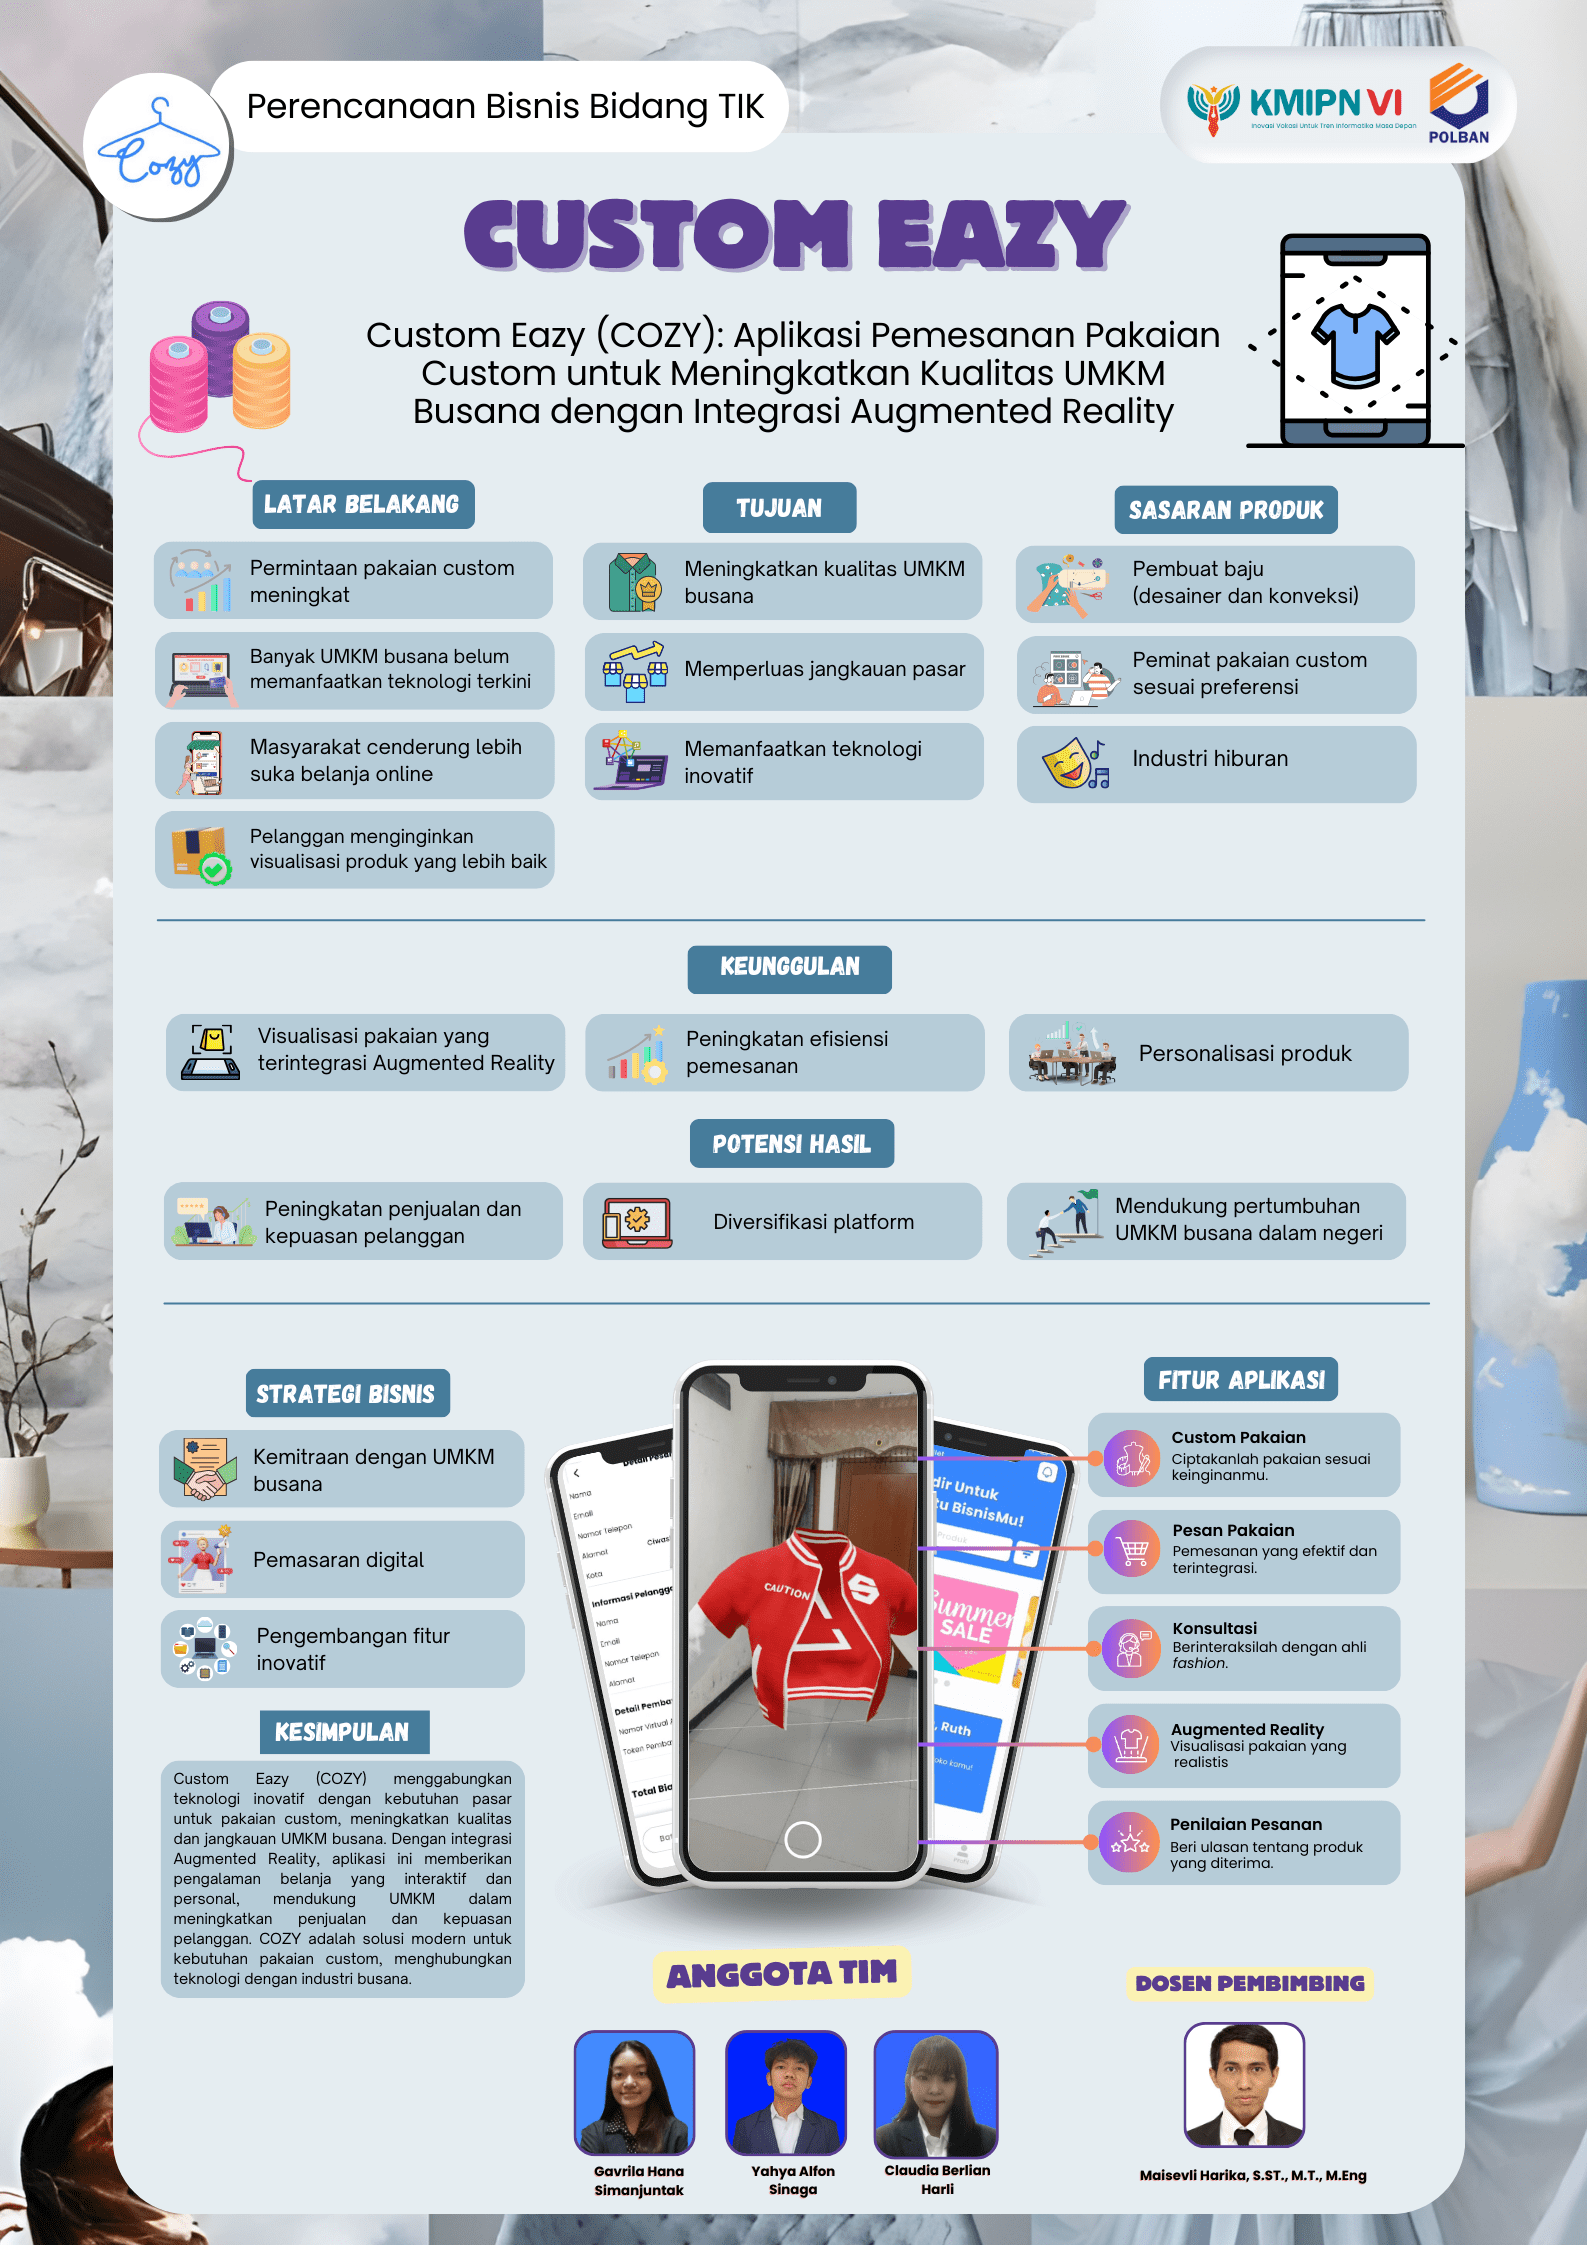 Cozy
Perencanaan Bisnis Bidang TIK
KMIPN VI
Inovasi Vokasi Untuk Tren Informatika Masa Depan
POLBAN
CUSTOM EAZY
Custom Eazy (COZY): Aplikasi Pemesanan Pakaian
Custom untuk Meningkatkan Kualitas UMKM
Busana dengan Integrasi Augmented Reality
LATAR BELAKANG
Permintaan pakaian custom
meningkat
Banyak UMKM busana belum
memanfaatkan teknologi terkini
Masyarakat cenderung lebih
suka belanja online
Pelanggan menginginkan
visualisasi produk yang lebih baik
TUJUAN
Meningkatkan kualitas UMKM
busana
Memperluas jangkauan pasar
Memanfaatkan teknologi
inovatif
SASARAN PRODUK
Pembuat baju
(desainer dan konveksi)
Peminat pakaian custom
sesuai preferensi
Industri hiburan
KEUNGGULAN
Visualisasi pakaian yang
terintegrasi Augmented Reality
Peningkatan efisiensi
pemesanan
Personalisasi produk
POTENSI HASIL
Peningkatan penjualan dan
kepuasan pelanggan
Diversifikasi platform
Mendukung pertumbuhan
UMKM busana dalam negeri
STRATEGI BISNIS
Kemitraan dengan UMKM
busana
Pemasaran digital
Pengembangan fitur
inovatif
KESIMPULAN
Custom Eazy (COZY) menggabungkan
teknologi inovatif dengan kebutuhan pasar
untuk pakaian custom, meningkatkan kualitas
dan jangkauan UMKM busana. Dengan integrasi
Augmented Reality, aplikasi ini memberikan
pengalaman belanja yang interaktif dan
personal, mendukung UMKM dalam
meningkatkan penjualan dan kepuasan
pelanggan. COZY adalah solusi modern untuk
kebutuhan pakaian custom, menghubungkan
teknologi dengan industri busana.
Nama
Email
Nomor Telepon
Alamat
Kota
Nama
Email
Nomor Telepon
Alamat
Nomor Virtual
Token
Total
CAUTION
S
Untuk
BisnisMu!
Produk
Summer
SALE
, Ruth
kamu!
FITUR APLIKASI
Custom Pakaian
Ciptakanlah pakaian sesuai
keinginanmu.
Pesan Pakaian
Pemesanan yang efektif dan
terintegrasi.
Konsultasi
Berinteraksilah dengan ahli
fashion.
Augmented Reality
Visualisasi pakaian yang
realistis
Penilaian Pesanan
Beri ulasan tentang produk
yang diterima.
ANGGOTA TIM
Gavrila Hana
Simanjuntak
Yahya Alfon
Sinaga
Claudia Berlian
Harli
DOSEN PEMBIMBING
Maisevli Harika, S.ST., M.T., M.Eng